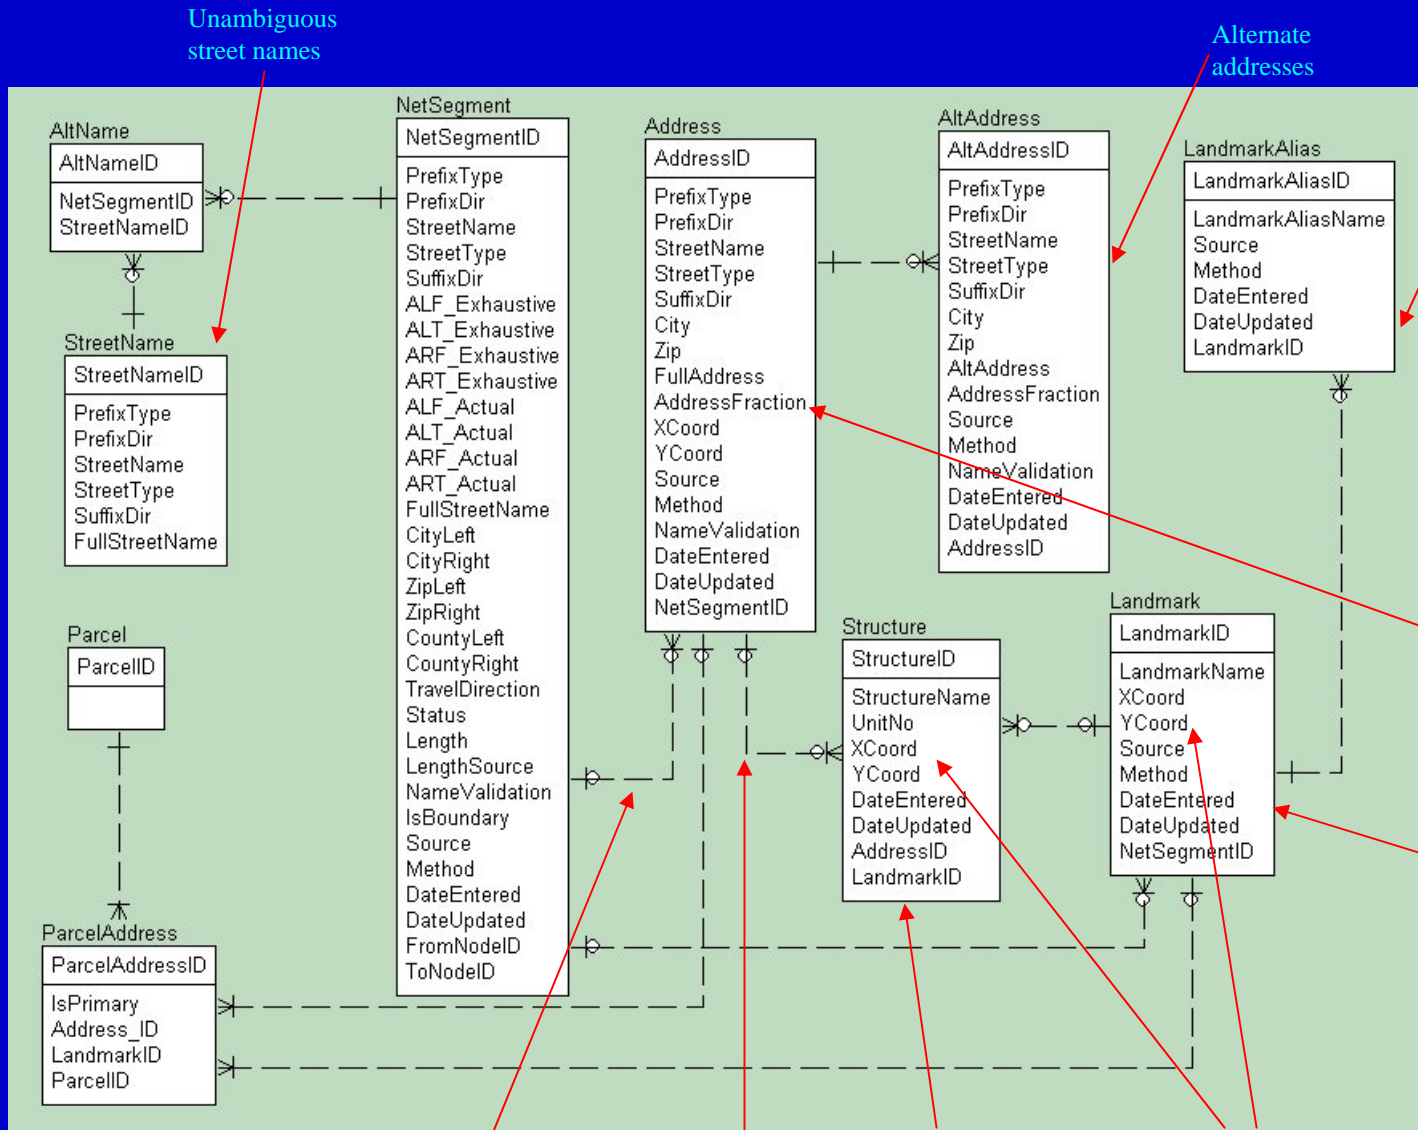 Unambiguous
street names
Alternate
addresses
AltName
AltNameID
NetSegmentID
StreetNameID
StreetName
StreetNameID
PrefixType
PrefixDir
StreetName
StreetType
SuffixDir
FullStreetName
Parcel
ParcelID
ParcelAddress
ParcelAddressID
IsPrimary
Address_ID
LandmarkID
ParcelID
NetSegment
NetSegmentID
PrefixType
PrefixDir
StreetName
StreetType
SuffixDir
ALF_Exhaustive
ALT_Exhaustive
ARF_Exhaustive
ART_Exhaustive
ALF_Actual
ALT_Actual
ARF_Actual
ART_Actual
FullStreetName
CityLeft
CityRight
ZipLeft
ZipRight
CountyLeft
CountyRight
TravelDirection
Status
Length
LengthSource
NameValidation
IsBoundary
Source
Method
DateEntered
DateUpdated
FromNodeID
ToNodeID
Address
AddressID
PrefixType
PrefixDir
StreetName
StreetType
SuffixDir
City
Zip
FullAddress
AddressFraction
XCoord
YCoord
Source
Method
NameValidation
DateEntered
DateUpdated
NetSegmentID
AltAddress
AltAddressID
PrefixType
PrefixDir
StreetName
StreetType
SuffixDir
City
Zip
AltAddress
AddressFraction
Source
Method
NameValidation
DateEntered
DateUpdated
AddressID
Structure
StructureID
StructureName
UnitNo
XCoord
YCoord
DateEntered
DateUpdated
AddressID
LandmarkID
LandmarkAlias
LandmarkAliasID
LandmarkAliasName
Source
Method
DateEntered
DateUpdated
LandmarkID
Landmark
LandmarkID
LandmarkName
XCoord
YCoord
Source
Method
DateEntered
DateUpdated
NetSegmentID